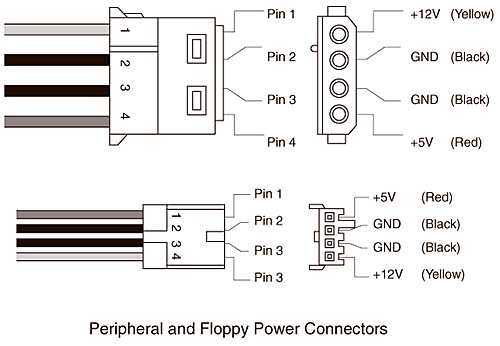 1
2
3
4
Pin 1
Pin 2
Pin 3
Pin 4
+12V (Yellow)
GND (Black)
GND (Black)
+5V (Red)
1
2
3
4
Pin 1
Pin 2
Pin 3
Pin 3
+5V (Red)
GND (Black)
GND (Black)
+12V (Yellow)
Peripheral and Floppy Power Connectors